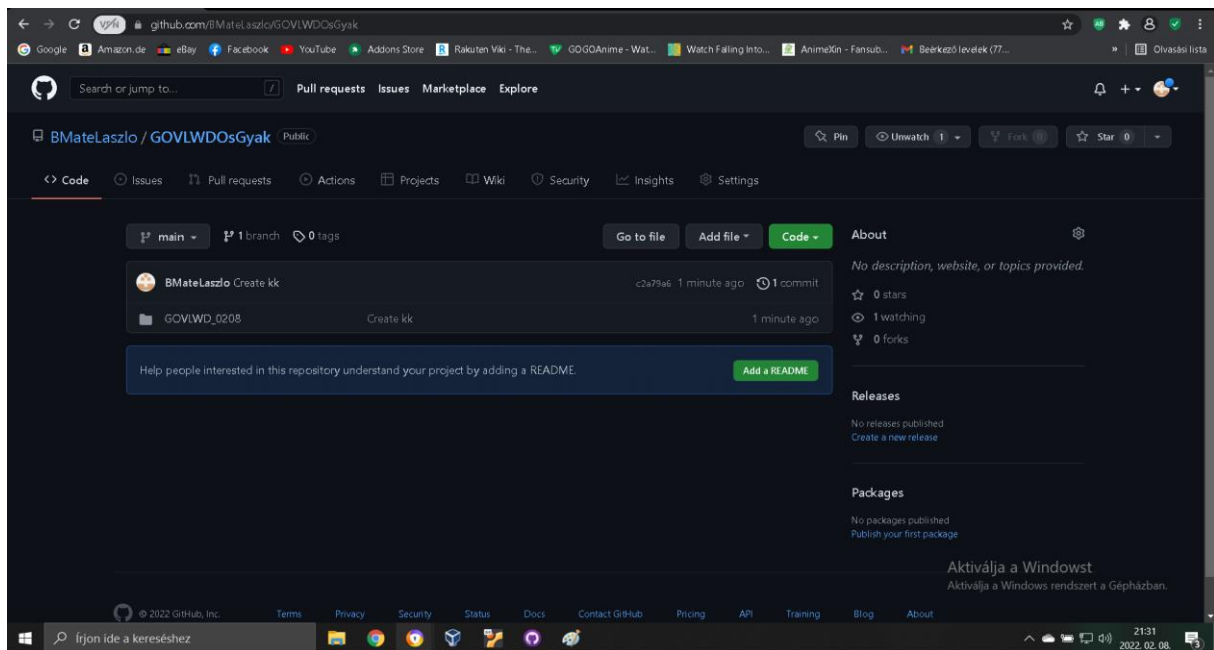 VPN github.com/BMateLaszlo/GOVLWDOsGyak
Google Amazon.de eBay Facebook YouTube Addons Store Rakuten Viki - The... GOGOAnime - Wat... Watch Falling Into... AnimeXin - Fansub... Beérkező levelek (77... » Olvasási lista
Search or jump to... / Pull requests Issues Marketplace Explore
BMateLaszlo / GOVLWDOsGyak Public Pin Unwatch 1 Fork 0 Star 0
<> Code Issues Pull requests Actions Projects Wiki Security Insights Settings
main 1 branch 0 tags Go to file Add file Code
About
No description, website, or topics provided.
BMateLaszlo Create kk c2a79a6 1 minute ago 1 commit
0 stars
GOVLWD_0208 Create kk 1 minute ago
1 watching
0 forks
Help people interested in this repository understand your project by adding a README. Add a README
Releases
No releases published
Create a new release
Packages
No packages published
Publish your first package
Aktiválja a Windowst
Aktiválja a Windows rendszert a Gépházban.
© 2022 GitHub, Inc. Terms Privacy Security Status Docs Contact GitHub Pricing API Training Blog About
Írjon ide a kereséshez
21:31
2022. 02. 08.
3